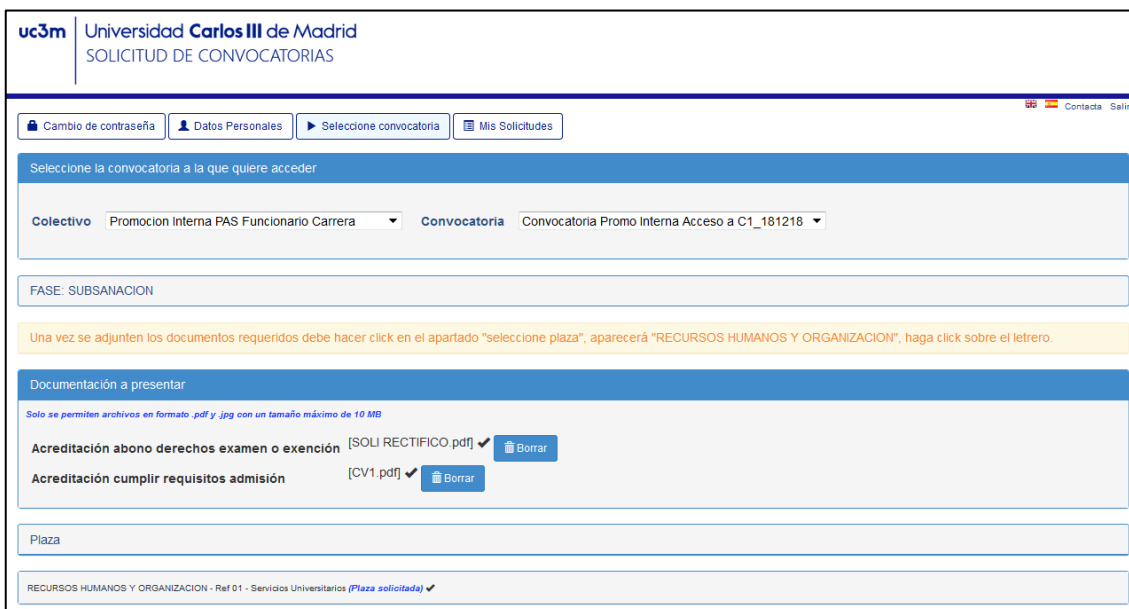 uc3m
Universidad Carlos III de Madrid
SOLICITUD DE CONVOCATORIAS
Contacta Salir
Cambio de contraseña Datos Personales Seleccione convocatoria Mis Solicitudes
Seleccione la convocatoria a la que quiere acceder
Colectivo Promocion Interna PAS Funcionario Carrera Convocatoria Convocatoria Promo Interna Acceso a C1_181218
FASE: SUBSANACION
Una vez se adjunten los documentos requeridos debe hacer click en el apartado "seleccione plaza", aparecerá "RECURSOS HUMANOS Y ORGANIZACION", haga click sobre el letrero.
Documentación a presentar
Solo se permiten archivos en formato .pdf y .jpg con un tamaño máximo de 10 MB
Acreditación abono derechos examen o exención [SOLI RECTIFICO.pdf] ✔ Borrar
Acreditación cumplir requisitos admisión [CV1.pdf] ✔ Borrar
Plaza
RECURSOS HUMANOS Y ORGANIZACION - Ref 01 - Servicios Universitarios (Plaza solicitada) ✔